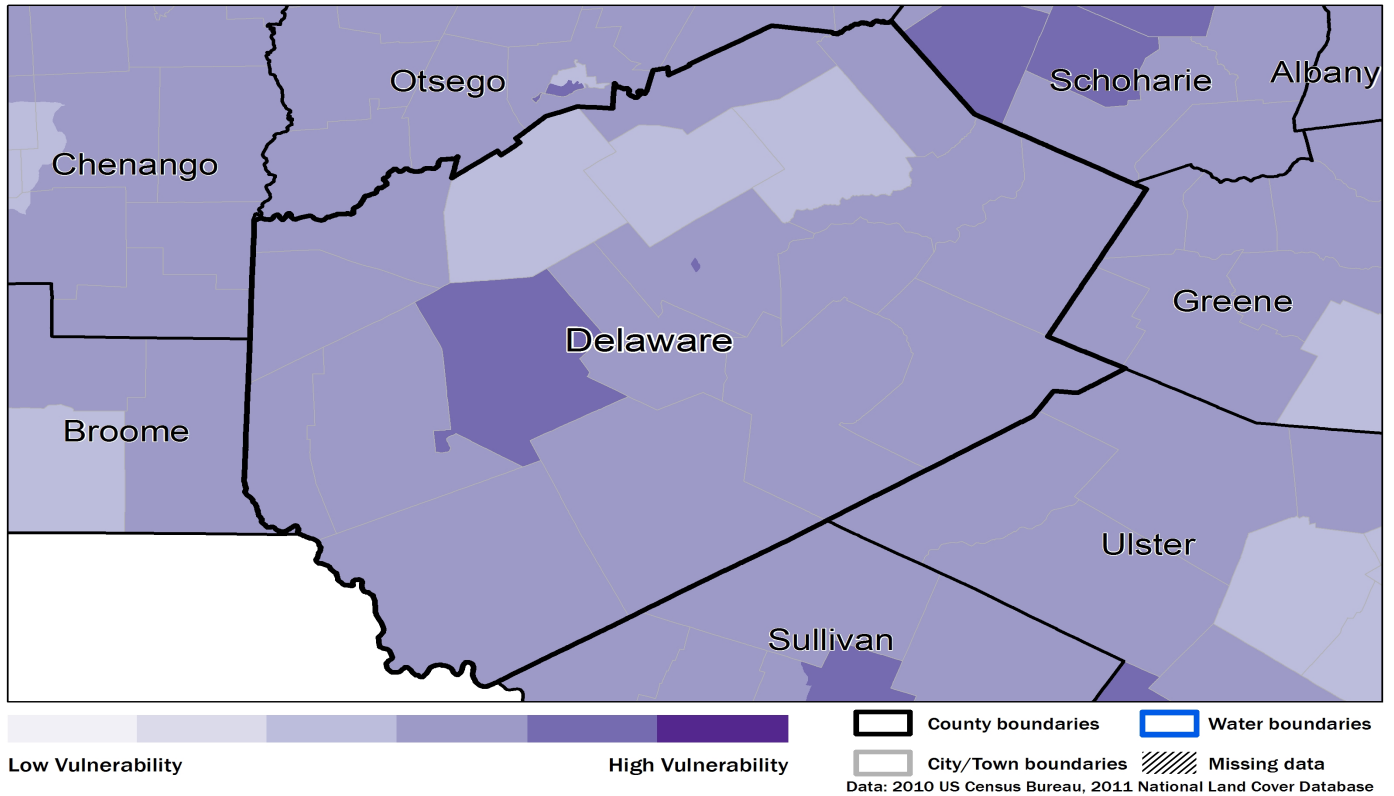 Otsego
Schoharie
Albany
Chenango
Greene
Delaware
Broome
Ulster
Sullivan
Low Vulnerability
High Vulnerability
County boundaries
Water boundaries
City/Town boundaries
Missing data
Data: 2010 US Census Bureau, 2011 National Land Cover Database